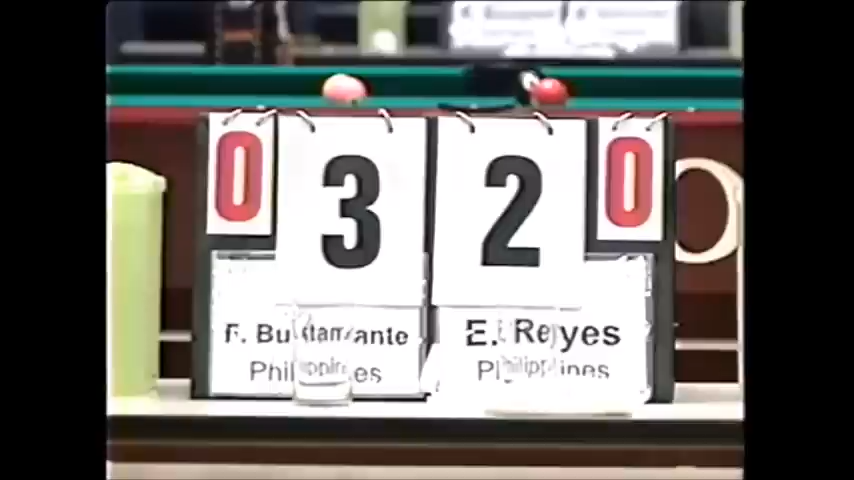 0 3 2 0
F. Bustamante
Philippines
E. Reyes
Philippines